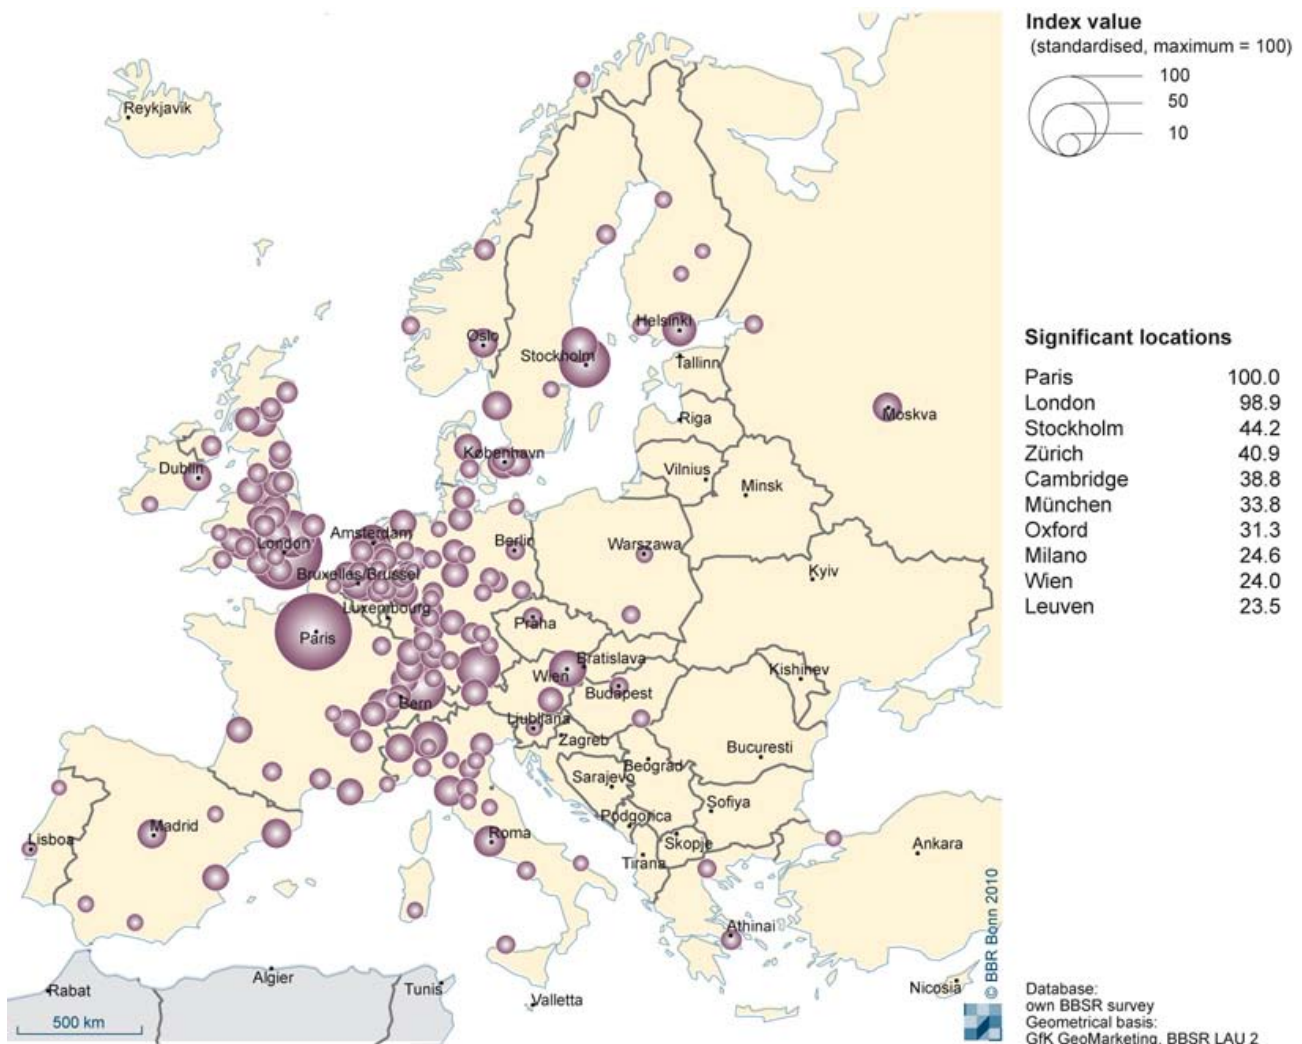 Index value
(standardised, maximum = 100)
100
50
10
Reykjavik
Oslo
Helsinki
Stockholm
Tallinn
Riga
Moskva
København
Dublin
Vilnius
Minsk
Amsterdam
London
Berlin
Warszawa
Bruxelles/Brussel
Kyiv
Luxembourg
Praha
Paris
Bratislava
Wien
Kishinev
Budapest
Bern
Ljubljana
Zagreb
Bucuresti
Beograd
Sarajevo
Sofiya
Podgorica
Madrid
Roma
Skopje
Lisboa
Ankara
Tirana
Athinai
Algier
Tunis
Rabat
Valletta
Nicosia
500 km
© BBR Bonn 2010
Significant locations
Paris 100.0
London 98.9
Stockholm 44.2
Zürich 40.9
Cambridge 38.8
München 33.8
Oxford 31.3
Milano 24.6
Wien 24.0
Leuven 23.5
Database:
own BBSR survey
Geometrical basis:
GfK GeoMarketing, BBSR LAU 2